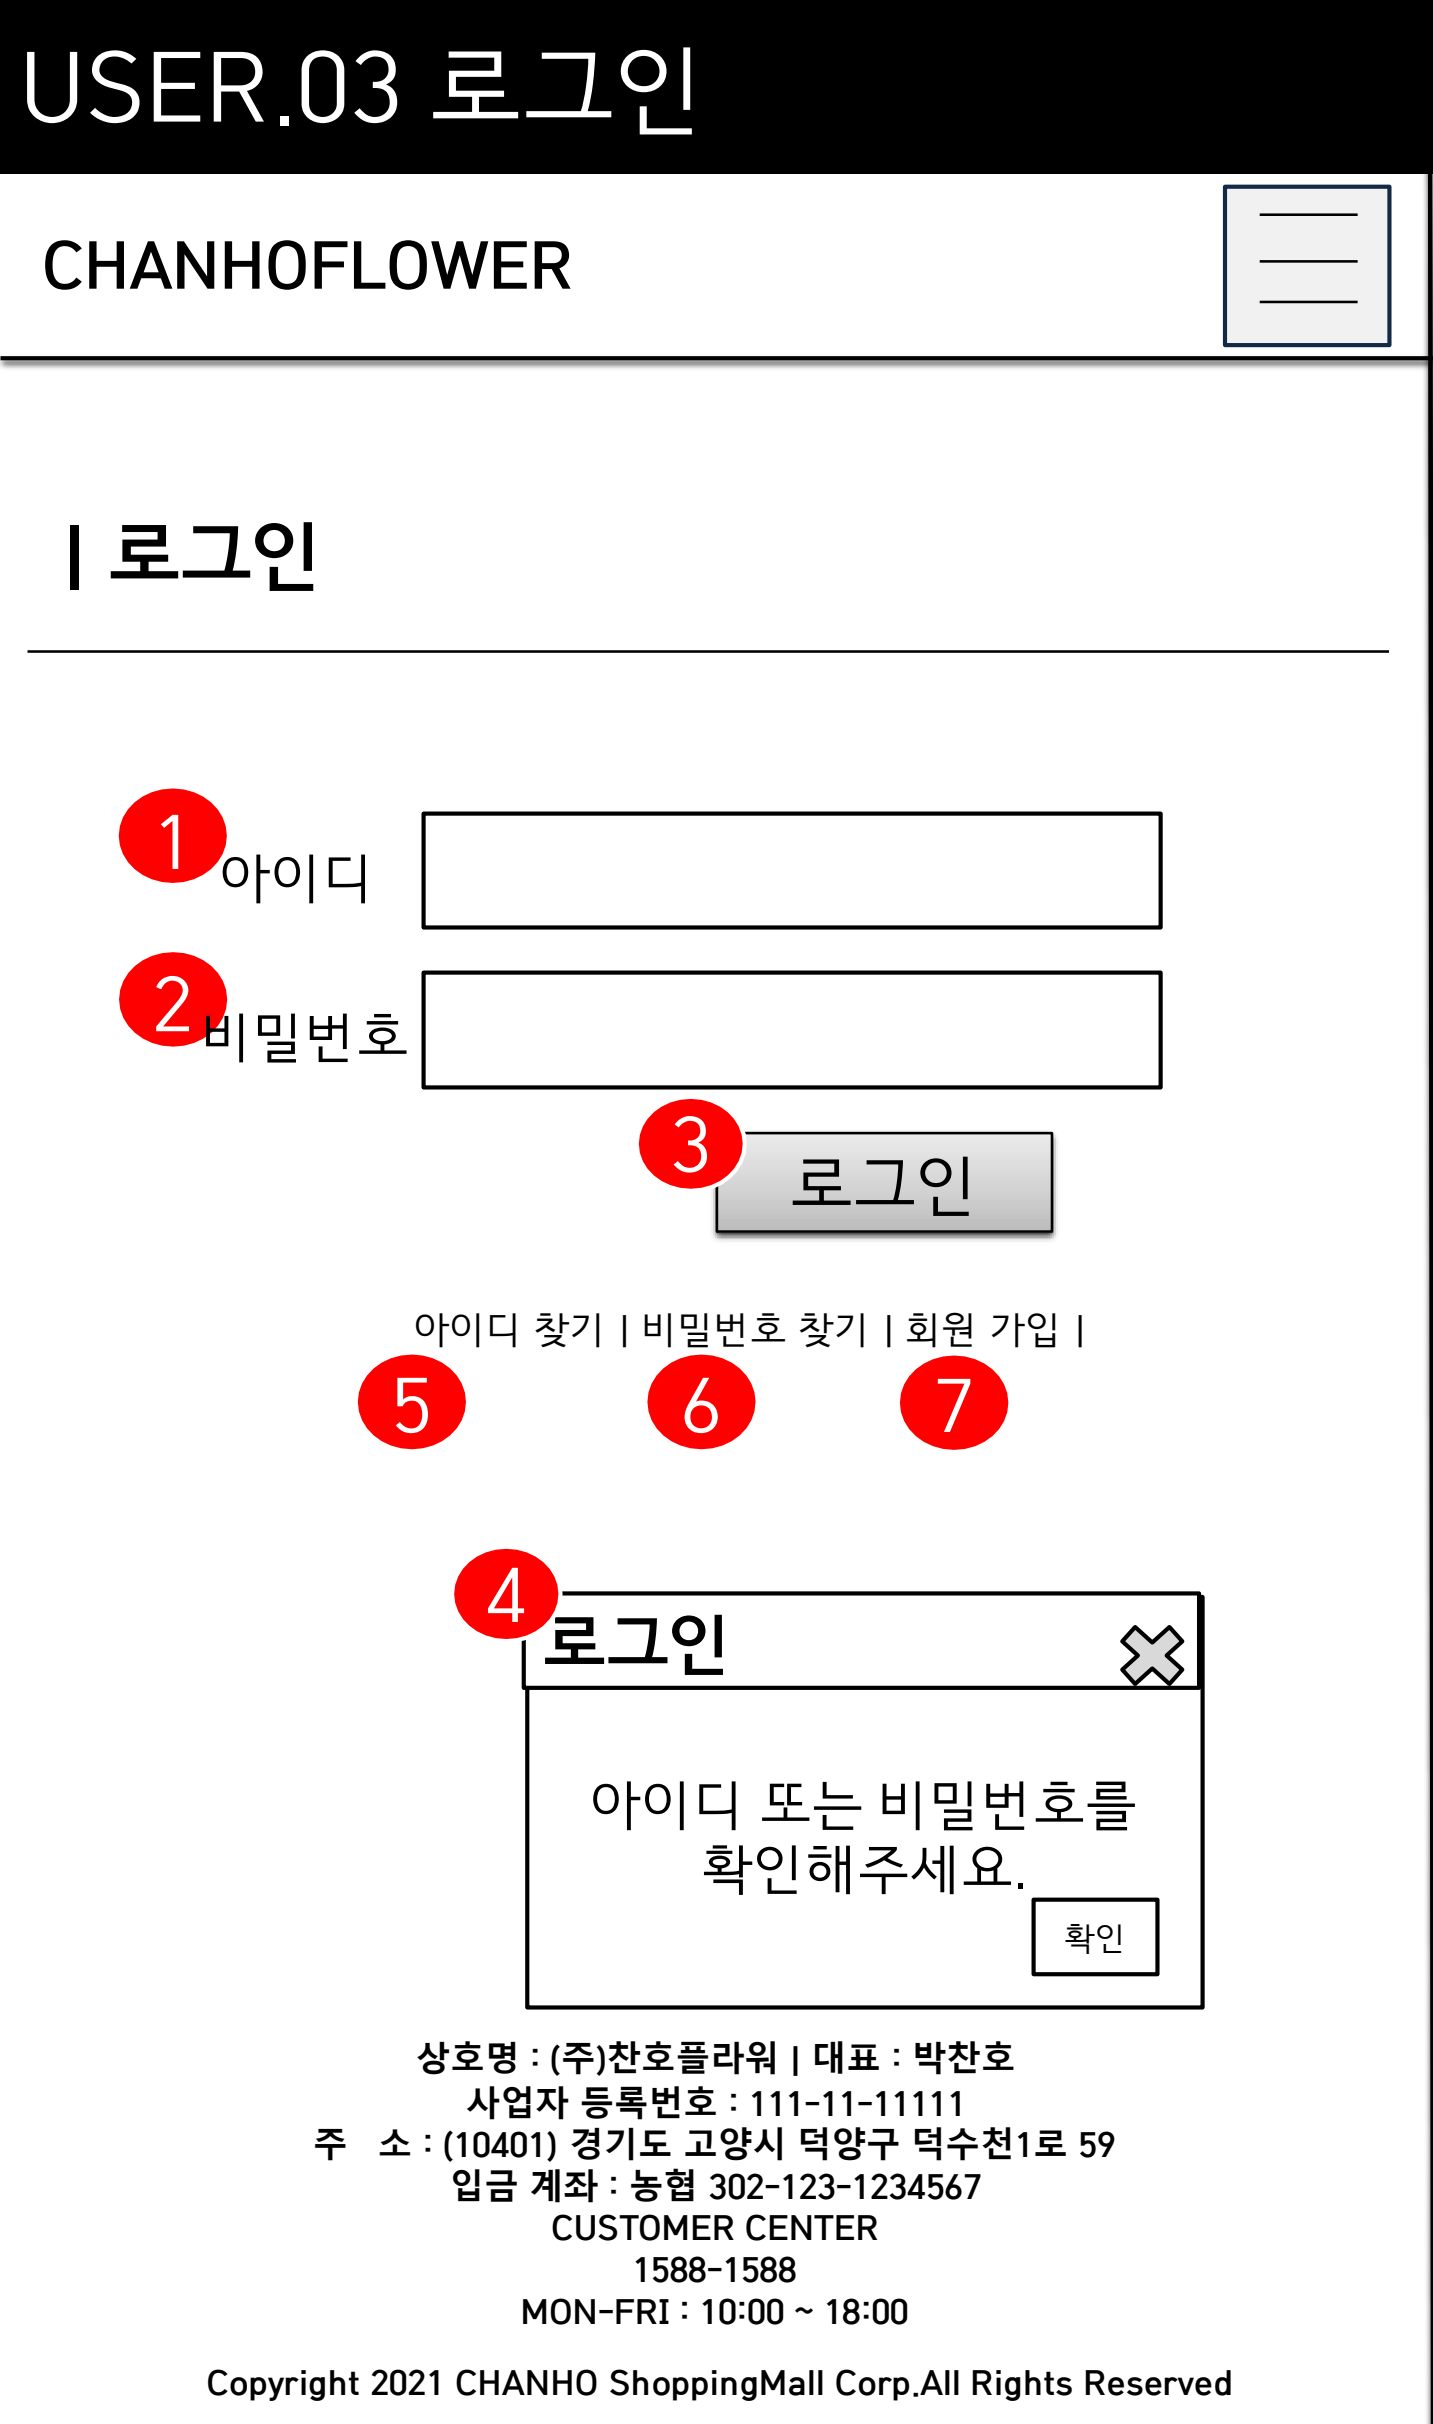 USER.03 로그인
CHANHOFLOWER
| 로그인
1
아이디
2
비밀번호
3
로그인
아이디 찾기 | 비밀번호 찾기 | 회원 가입 |
5 6 7
4
로그인
아이디 또는 비밀번호를
확인해주세요.
확인
상호명 : (주)찬호플라워 | 대표 : 박찬호
사업자 등록번호 : 111-11-11111
주 소 : (10401) 경기도 고양시 덕양구 덕수천1로 59
입금 계좌 : 농협 302-123-1234567
CUSTOMER CENTER
1588-1588
MON-FRI : 10:00 ~ 18:00
Copyright 2021 CHANHO ShoppingMall Corp.All Rights Reserved